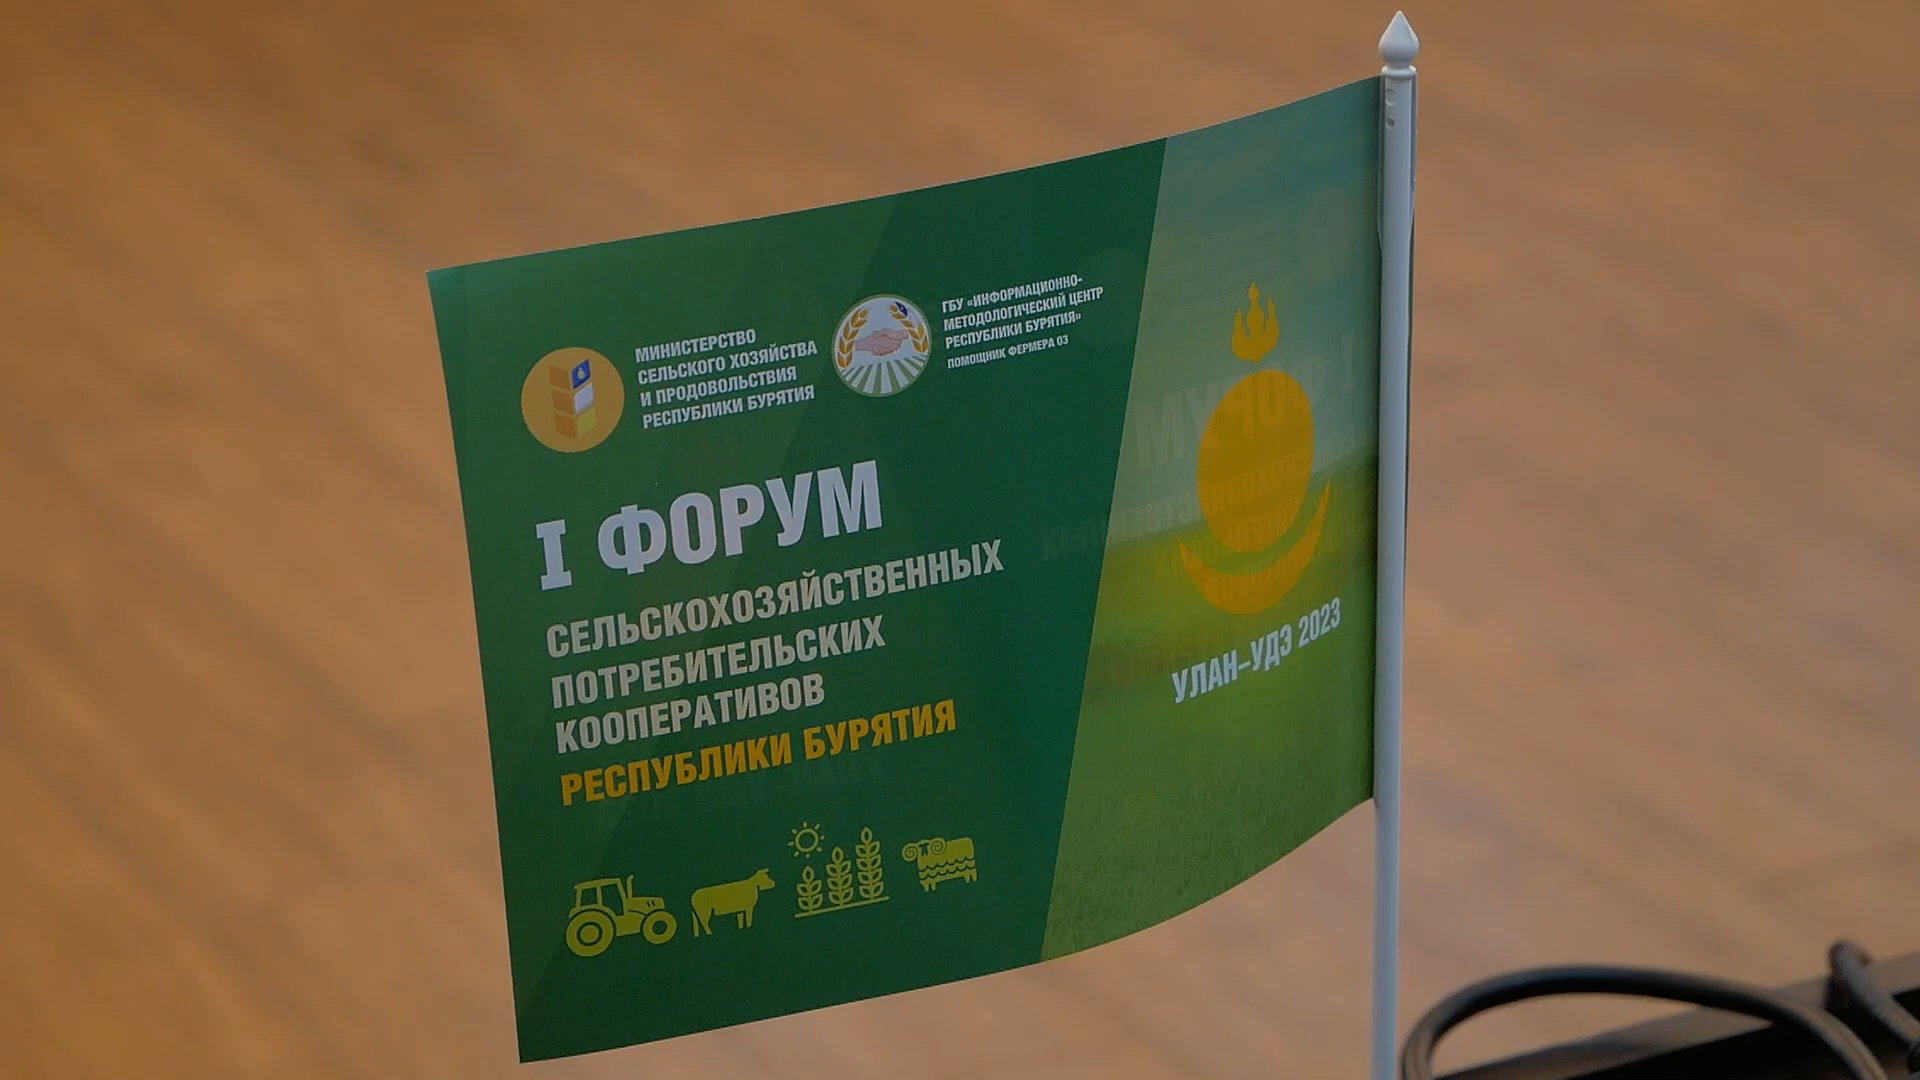 МИНИСТЕРСТВО
СЕЛЬСКОГО ХОЗЯЙСТВА
И ПРОДОВОЛЬСТВИЯ
РЕСПУБЛИКИ БУРЯТИЯ
ГБУ «ИНФОРМАЦИОННО-
МЕТОДОЛОГИЧЕСКИЙ ЦЕНТР
РЕСПУБЛИКИ БУРЯТИЯ»
ПОМОЩНИК ФЕРМЕРА 03
I ФОРУМ
СЕЛЬСКОХОЗЯЙСТВЕННЫХ
ПОТРЕБИТЕЛЬСКИХ
КООПЕРАТИВОВ
РЕСПУБЛИКИ БУРЯТИЯ
УЛАН-УДЭ 2023